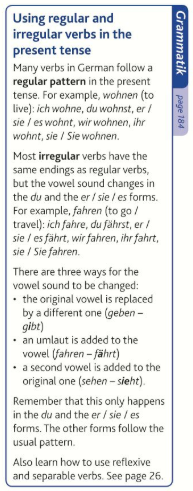 Using regular and
irregular verbs in the
present tense
Many verbs in German follow a
regular pattern in the present
tense. For example, wohnen (to
live): ich wohne, du wohnst, er /
sie / es wohnt, wir wohnen, ihr
wohnt, sie / Sie wohnen.
Most irregular verbs have the
same endings as regular verbs,
but the vowel sound changes in
the du and the er / sie / es forms.
For example, fahren (to go /
travel): ich fahre, du fährst, er /
sie / es fährt, wir fahren, ihr fahrt,
sie / Sie fahren.
There are three ways for the
vowel sound to be changed:
• the original vowel is replaced
by a different one (geben –
gibt)
• an umlaut is added to the
vowel (fahren – fährt)
• a second vowel is added to the
original one (sehen – sieht).
Remember that this only happens
in the du and the er / sie / es
forms. The other forms follow the
usual pattern.
Also learn how to use reflexive
and separable verbs. See page 26.
Grammatik
page 184